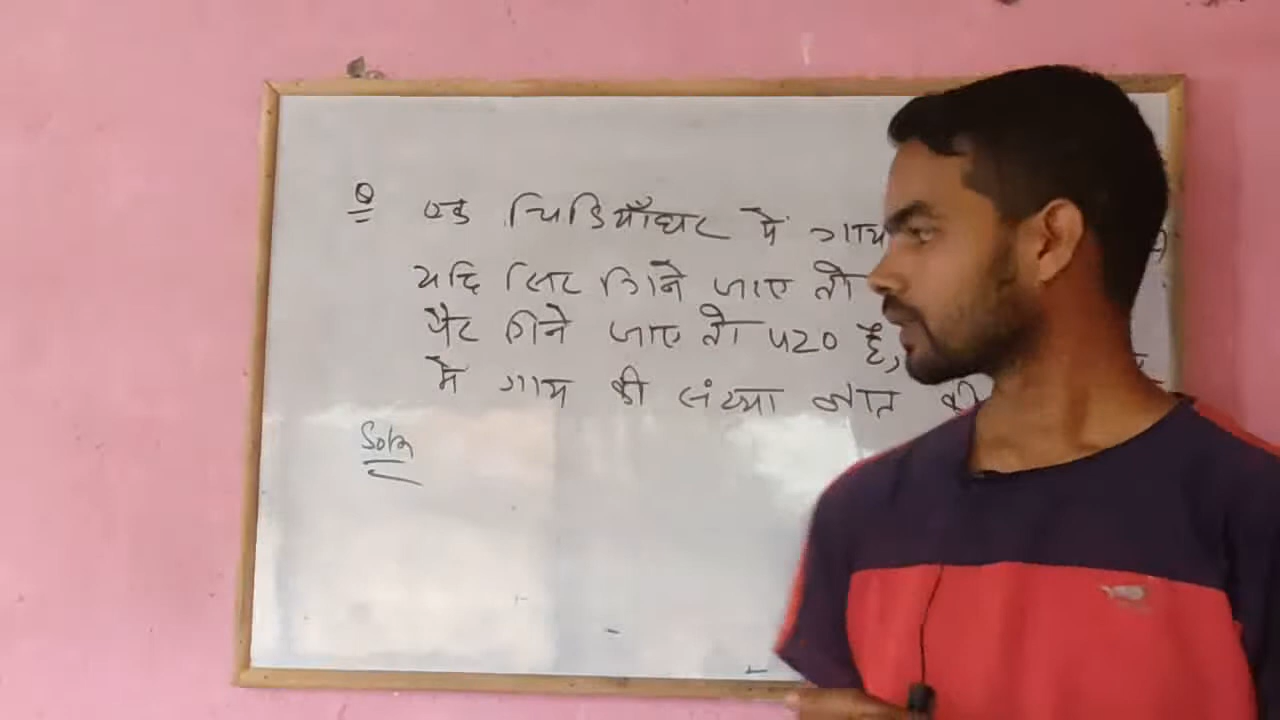 Q एक चिड़ियाँघर में गाय
यदि सिर गिने जाए तो
पैर गिने जाए तो 420 है,
में गाय की संख्या ज्ञात की
Soln